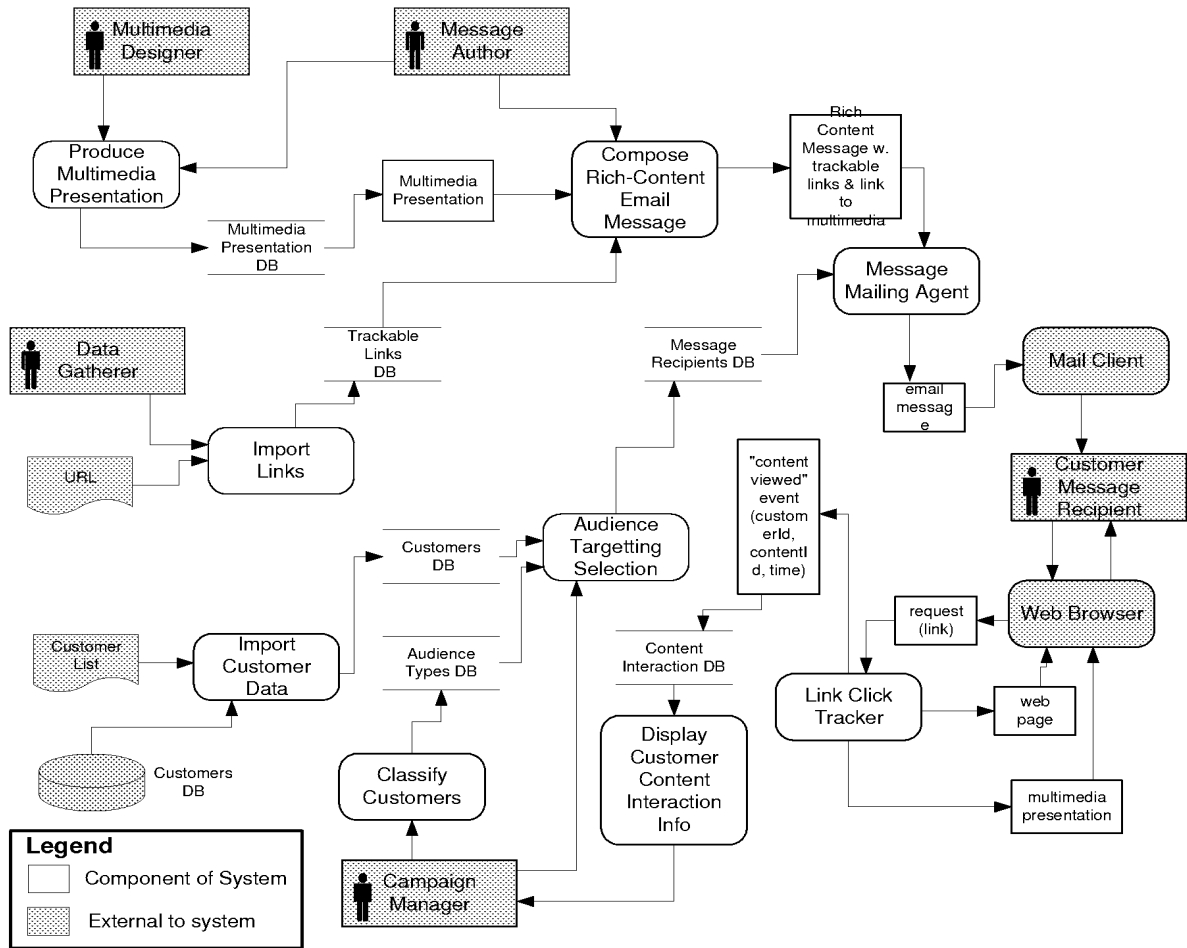 Multimedia
Designer
Message
Author
Produce
Multimedia
Presentation
Multimedia
Presentation
Compose
Rich-Content
Email
Message
Rich
Content
Message w.
trackable
links & link
to
multimedia
Multimedia
Presentation
DB
Message
Mailing Agent
Data
Gatherer
Trackable
Links
DB
Message
Recipients DB
Mail Client
email
messag
e
Import
Links
URL
"content
viewed"
event
(custom
erId,
contentI
d, time)
Customer
Message
Recipient
Customers
DB
Audience
Targetting
Selection
request
(link)
Web Browser
Customer
List
Import
Customer
Data
Audience
Types DB
Content
Interaction DB
Link Click
Tracker
web
page
Customers
DB
Classify
Customers
Display
Customer
Content
Interaction
Info
multimedia
presentation
Legend
Component of System
External to system
Campaign
Manager